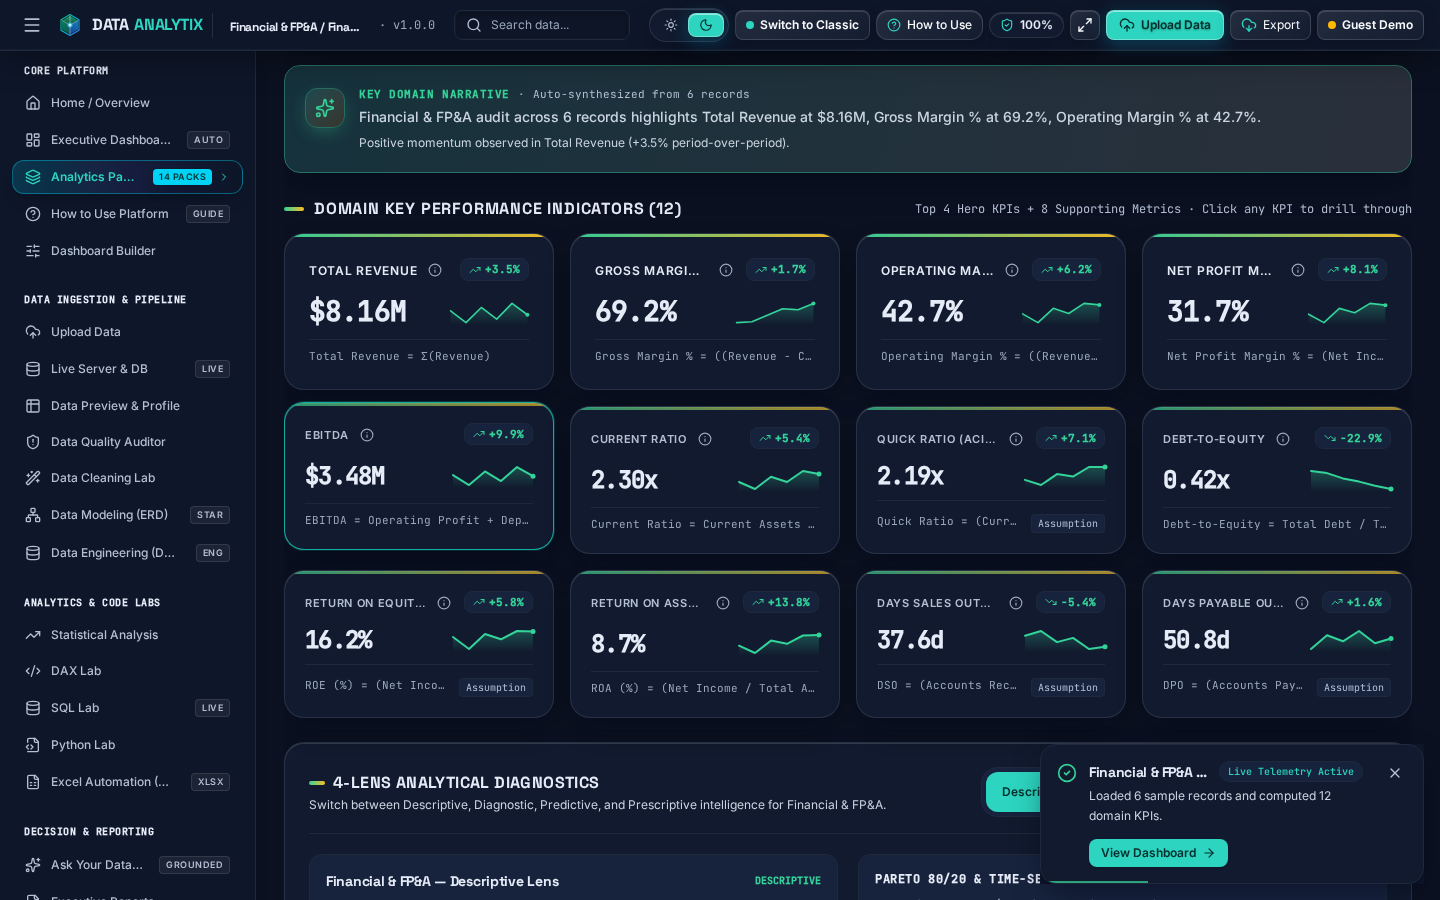 DATA ANALYTIX
Financial & FP&A / Fina...
· v1.0.0
Search data...
Switch to Classic
How to Use
100%
Upload Data
Export
Guest Demo
CORE PLATFORM
Home / Overview
Executive Dashboa... AUTO
Analytics Pa... 14 PACKS
How to Use Platform GUIDE
Dashboard Builder
DATA INGESTION & PIPELINE
Upload Data
Live Server & DB LIVE
Data Preview & Profile
Data Quality Auditor
Data Cleaning Lab
Data Modeling (ERD) STAR
Data Engineering (D... ENG
ANALYTICS & CODE LABS
Statistical Analysis
DAX Lab
SQL Lab LIVE
Python Lab
Excel Automation (... XLSX
DECISION & REPORTING
Ask Your Data... GROUNDED
Executive Reports
KEY DOMAIN NARRATIVE · Auto-synthesized from 6 records
Financial & FP&A audit across 6 records highlights Total Revenue at $8.16M, Gross Margin % at 69.2%, Operating Margin % at 42.7%.
Positive momentum observed in Total Revenue (+3.5% period-over-period).
DOMAIN KEY PERFORMANCE INDICATORS (12)
Top 4 Hero KPIs + 8 Supporting Metrics · Click any KPI to drill through
TOTAL REVENUE +3.5%
$8.16M
Total Revenue = Σ(Revenue)
GROSS MARGI... +1.7%
69.2%
Gross Margin % = ((Revenue - C...
OPERATING MA... +6.2%
42.7%
Operating Margin % = ((Revenue...
NET PROFIT M... +8.1%
31.7%
Net Profit Margin % = (Net Inc...
EBITDA +9.9%
$3.48M
EBITDA = Operating Profit + Dep...
CURRENT RATIO +5.4%
2.30x
Current Ratio = Current Assets ...
QUICK RATIO (ACI... +7.1%
2.19x
Quick Ratio = (Curr... Assumption
DEBT-TO-EQUITY -22.9%
0.42x
Debt-to-Equity = Total Debt / T...
RETURN ON EQUIT... +5.8%
16.2%
ROE (%) = (Net Inco... Assumption
RETURN ON ASS... +13.8%
8.7%
ROA (%) = (Net Income / Total A...
DAYS SALES OUT... -5.4%
37.6d
DSO = (Accounts Rec... Assumption
DAYS PAYABLE OU... +1.6%
50.8d
DPO = (Accounts Pay... Assumption
4-LENS ANALYTICAL DIAGNOSTICS
Switch between Descriptive, Diagnostic, Predictive, and Prescriptive intelligence for Financial & FP&A.
Descri
Financial & FP&A — Descriptive Lens DESCRIPTIVE
PARETO 80/20 & TIME-SE
Financial & FP&A ... Live Telemetry Active
Loaded 6 sample records and computed 12
domain KPIs.
View Dashboard